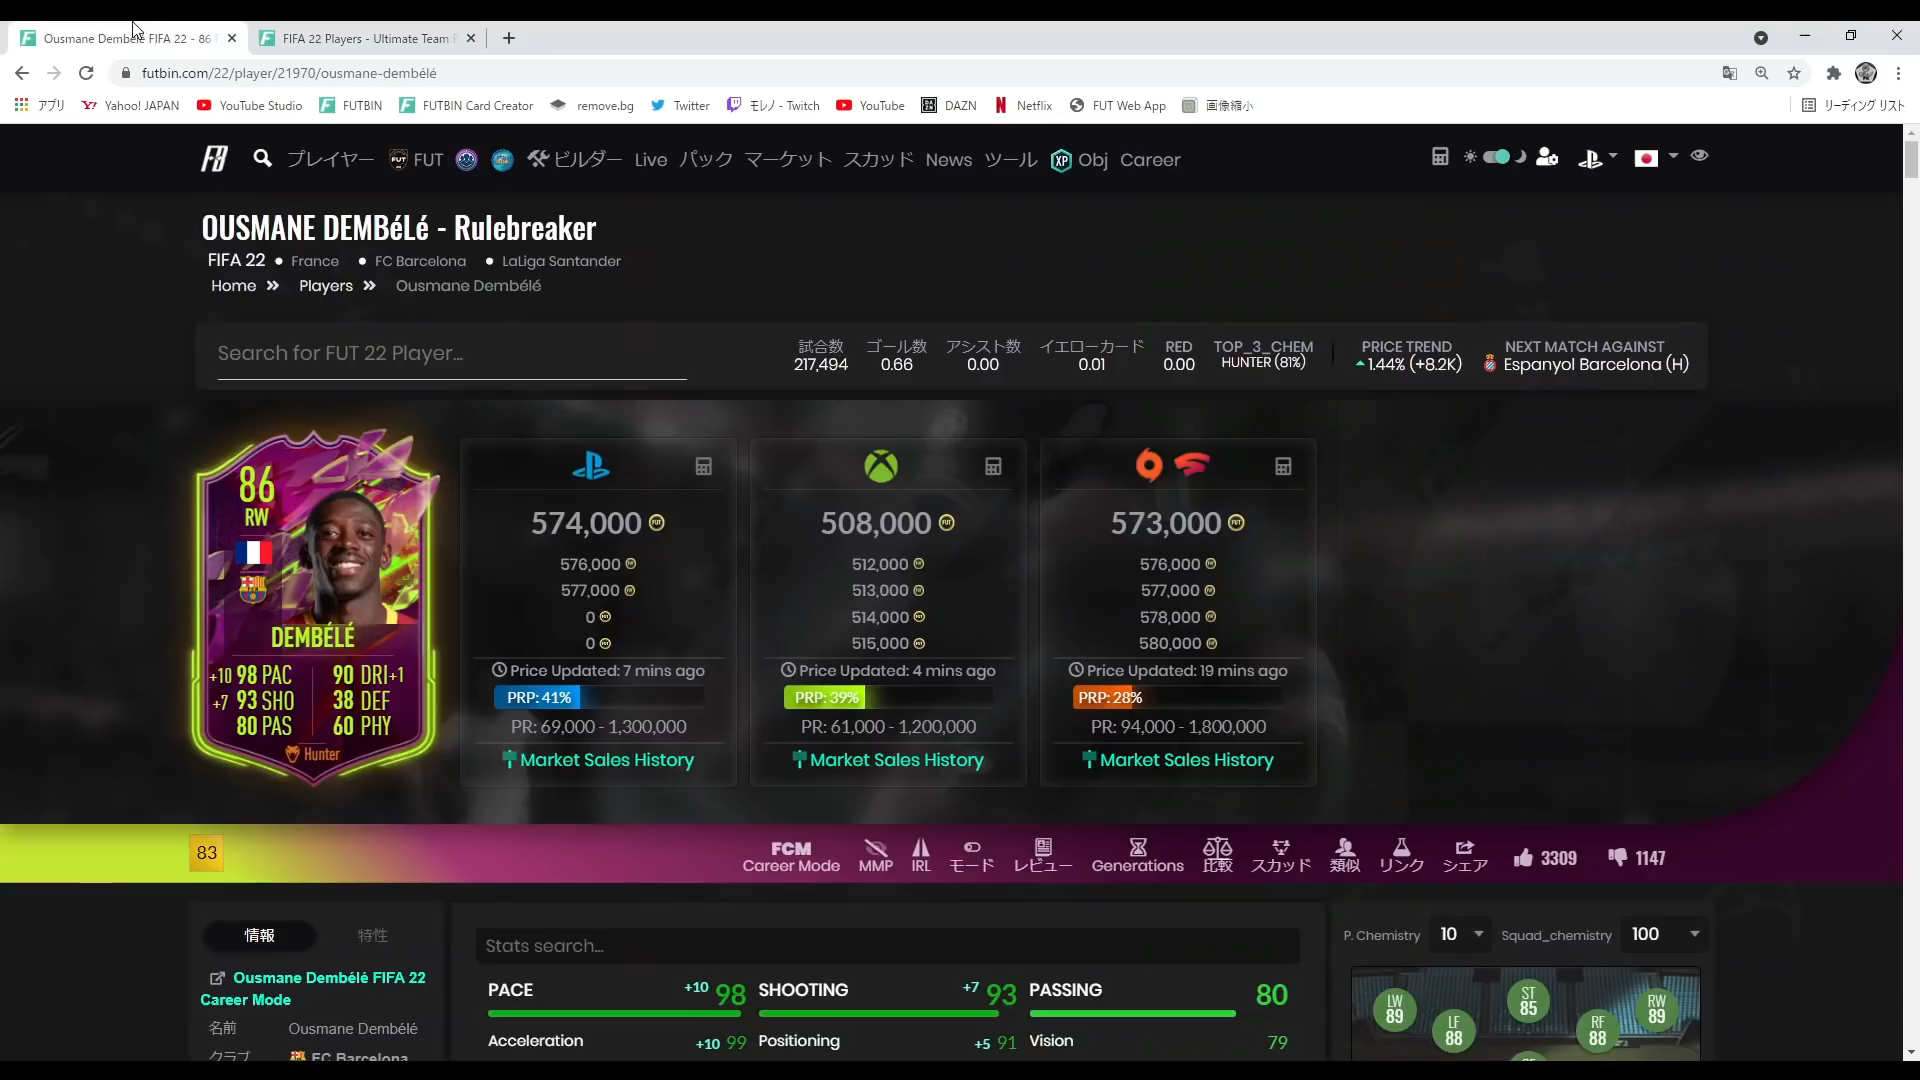 Ousmane Dembélé FIFA 22 - 86
FIFA 22 Players - Ultimate Team
futbin.com/22/player/21970/ousmane-dembélé
アプリ Yahoo! JAPAN YouTube Studio FUTBIN FUTBIN Card Creator remove.bg Twitter モレノ - Twitch YouTube DAZN Netflix FUT Web App 画像縮小 リーディング リスト
プレイヤー FUT ビルダー Live パック マーケット スカッド News ツール XP Obj Career
OUSMANE DEMBéLé - Rulebreaker
FIFA 22 • France • FC Barcelona • LaLiga Santander
Home » Players » Ousmane Dembélé
Search for FUT 22 Player...
試合数 ゴール数 アシスト数 イエローカード RED TOP_3_CHEM PRICE TREND NEXT MATCH AGAINST
217,494 0.66 0.00 0.01 0.00 HUNTER (81%) 1.44% (+8.2K) Espanyol Barcelona (H)
86
RW
DEMBÉLÉ
+10 98 PAC 90 DRI +1
+7 93 SHO 38 DEF
80 PAS 60 PHY
Hunter
574,000
576,000
577,000
0
0
Price Updated: 7 mins ago
PRP: 41%
PR: 69,000 - 1,300,000
Market Sales History
508,000
512,000
513,000
514,000
515,000
Price Updated: 4 mins ago
PRP: 39%
PR: 61,000 - 1,200,000
Market Sales History
573,000
576,000
577,000
578,000
580,000
Price Updated: 19 mins ago
PRP: 28%
PR: 94,000 - 1,800,000
Market Sales History
83
FCM
Career Mode MMP IRL モード レビュー Generations 比較 スカッド 類似 リンク シェア 3309 1147
情報 特性
Ousmane Dembélé FIFA 22
Career Mode
名前 Ousmane Dembélé
クラブ FC Barcelona
Stats search...
PACE +10 98 SHOOTING +7 93 PASSING 80
Acceleration +10 99 Positioning +5 91 Vision 79
P. Chemistry 10 Squad_chemistry 100
LW
89
LF
88
ST
85
RF
88
RW
89